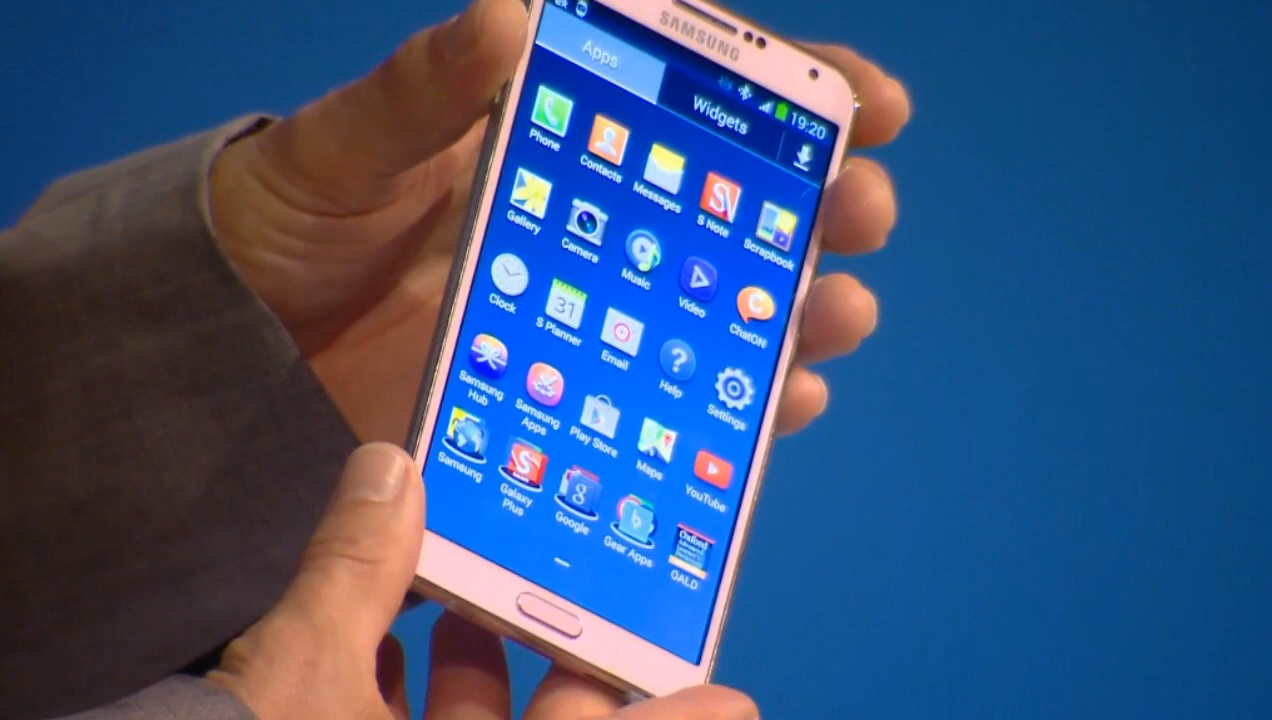 SAMSUNG
19:20
Apps
Widgets
Phone
Contacts
Messages
S Note
Scrapbook
Gallery
Camera
Music
Video
ChatON
Clock
31
S Planner
Email
Help
Settings
Samsung
Hub
Samsung
Apps
Play Store
Maps
YouTube
Samsung
Galaxy
Plus
Google
Gear Apps
Oxford
OALD